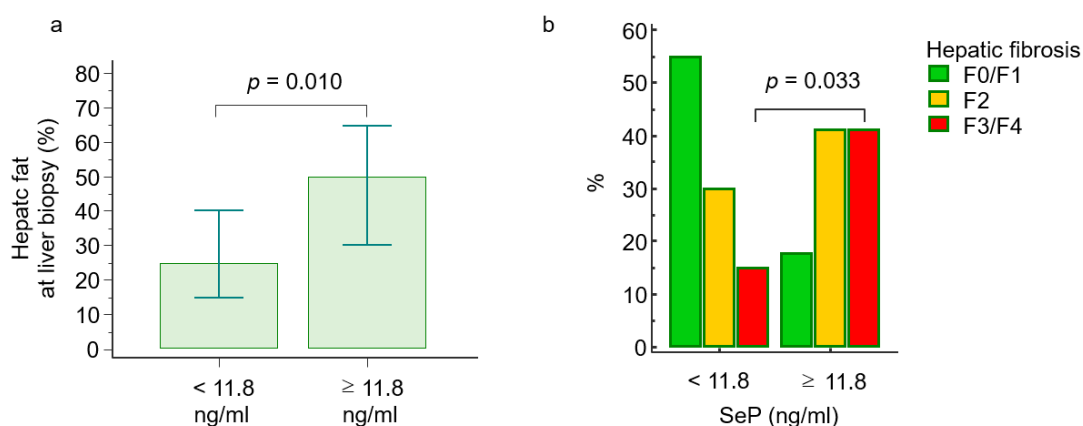 a
Hepatc fat
at liver biopsy (%)
80
70
60
50
40
30
20
10
0
p = 0.010
< 11.8
ng/ml
≥ 11.8
ng/ml
b
%
60
50
40
30
20
10
0
p = 0.033
< 11.8
≥ 11.8
SeP (ng/ml)
Hepatic fibrosis
F0/F1
F2
F3/F4